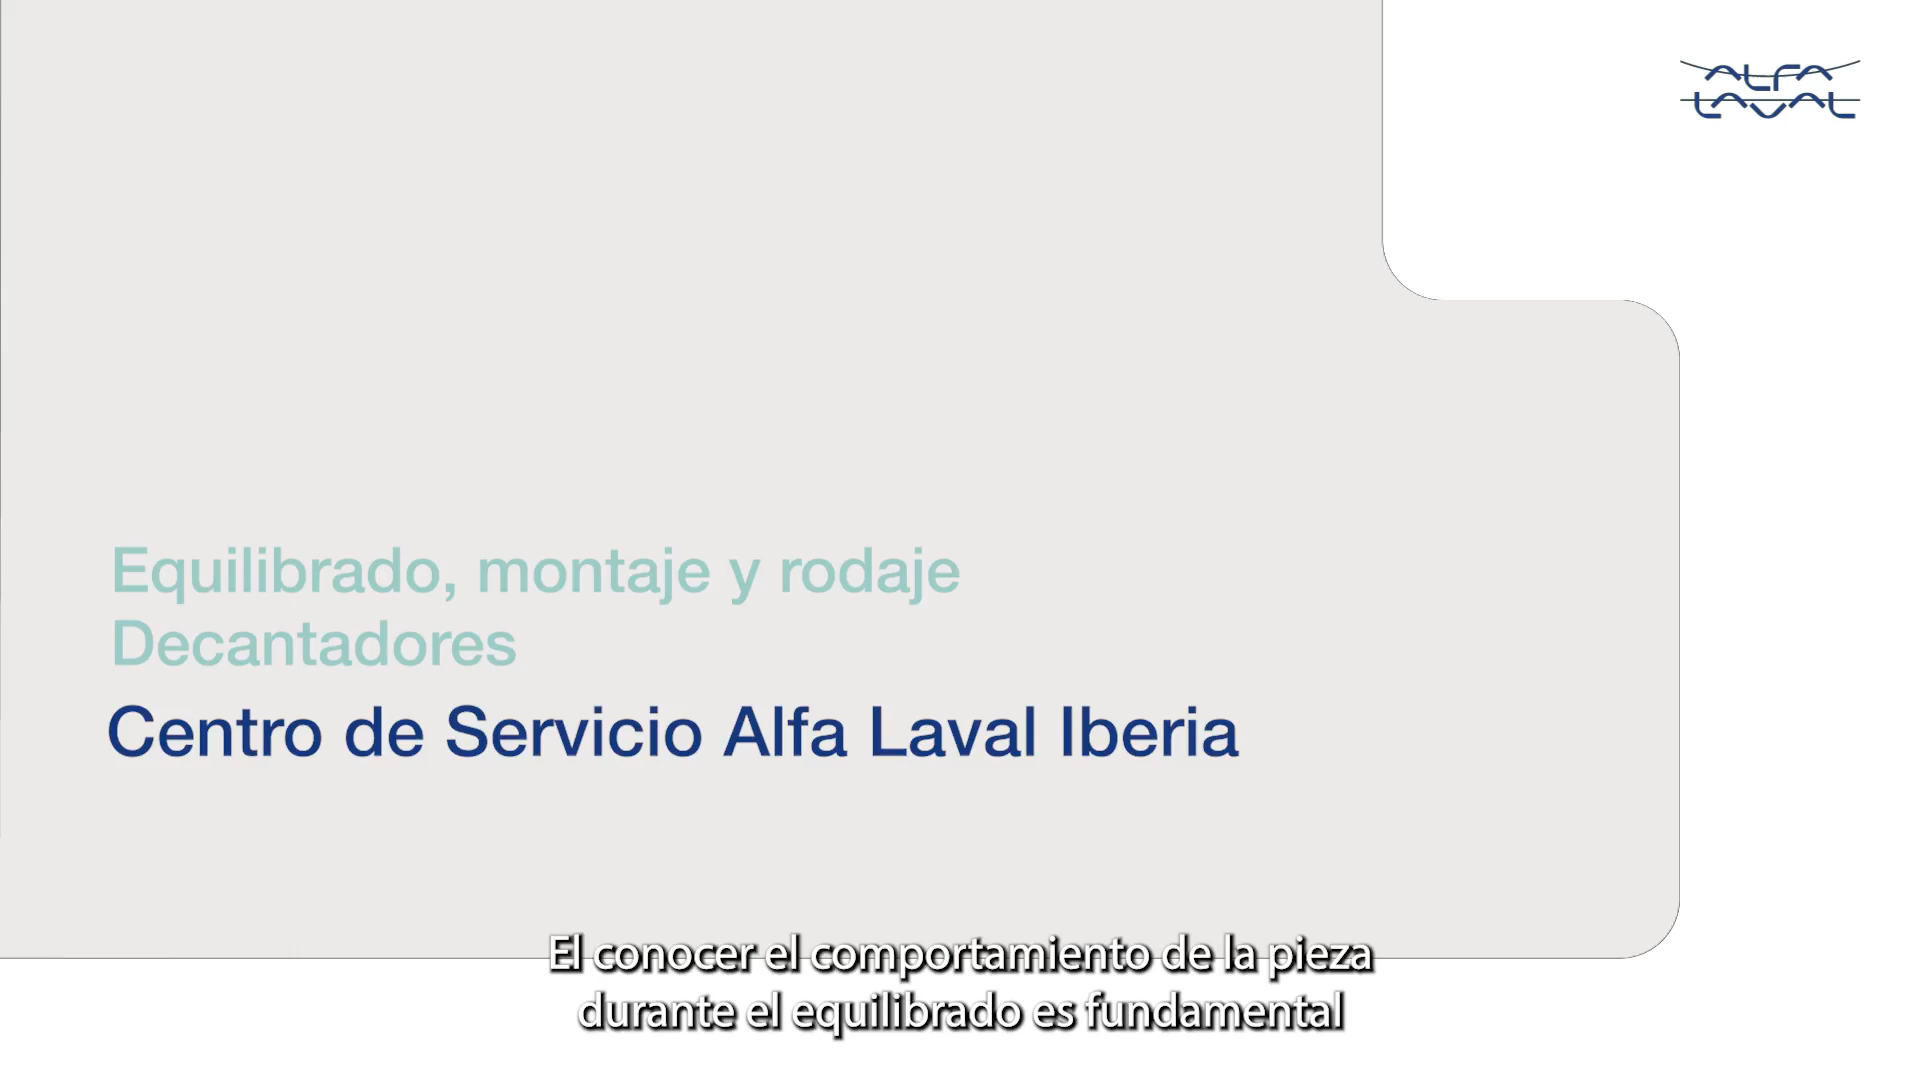 ALFA
LAVAL
Equilibrado, montaje y rodaje
Decantadores
Centro de Servicio Alfa Laval Iberia
El conocer el comportamiento de la pieza
durante el equilibrado es fundamental